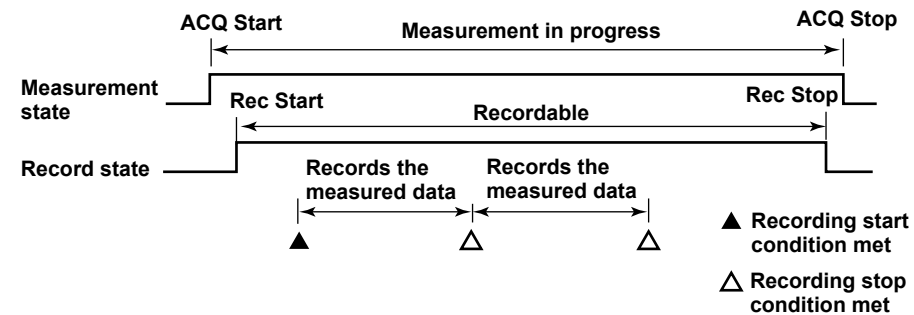 ACQ Start
ACQ Stop
Measurement in progress
Measurement
state
Rec Start
Rec Stop
Recordable
Record state
Records the
measured data
Records the
measured data
▲ Recording start
condition met
△ Recording stop
condition met